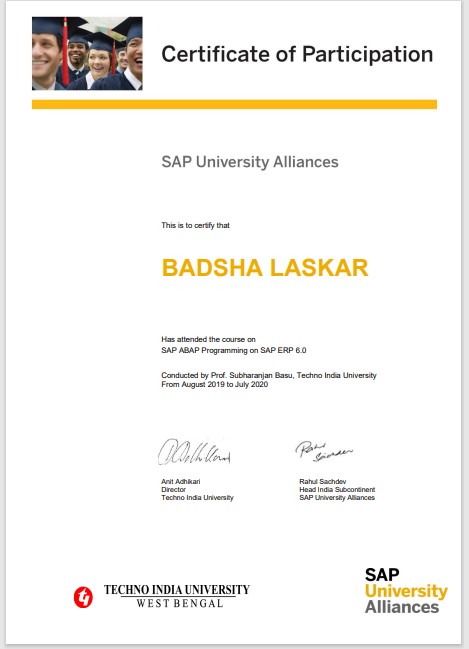 Certificate of Participation
SAP University Alliances
This is to certify that
BADSHA LASKAR
Has attended the course on
SAP ABAP Programming on SAP ERP 6.0
Conducted by Prof. Subharanjan Basu, Techno India University
From August 2019 to July 2020
Rahul
Sachdev
Anit Adhikari
Director
Techno India University
Rahul Sachdev
Head India Subcontinent
SAP University Alliances
TECHNO INDIA UNIVERSITY
WEST BENGAL
SAP
University
Alliances